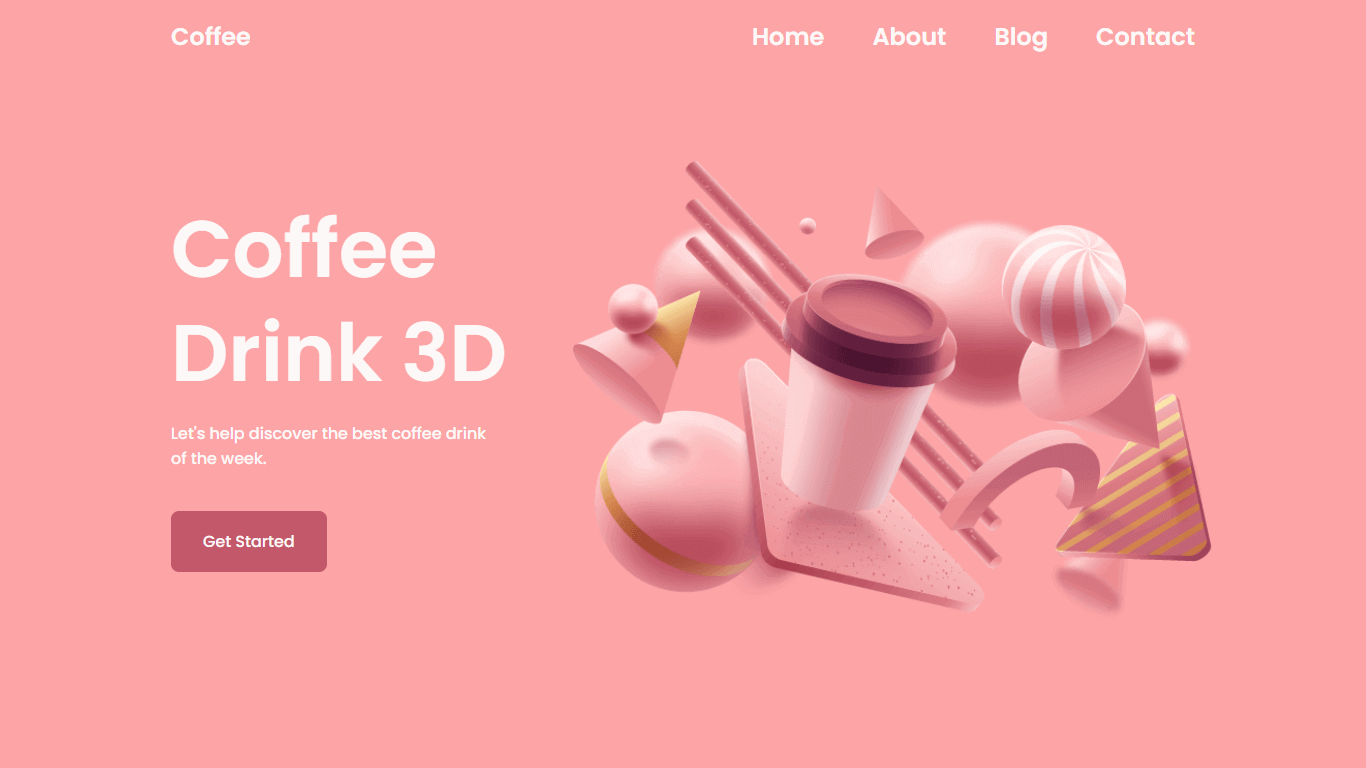 Coffee
Home About Blog Contact
Coffee
Drink 3D
Let's help discover the best coffee drink
of the week.
Get Started